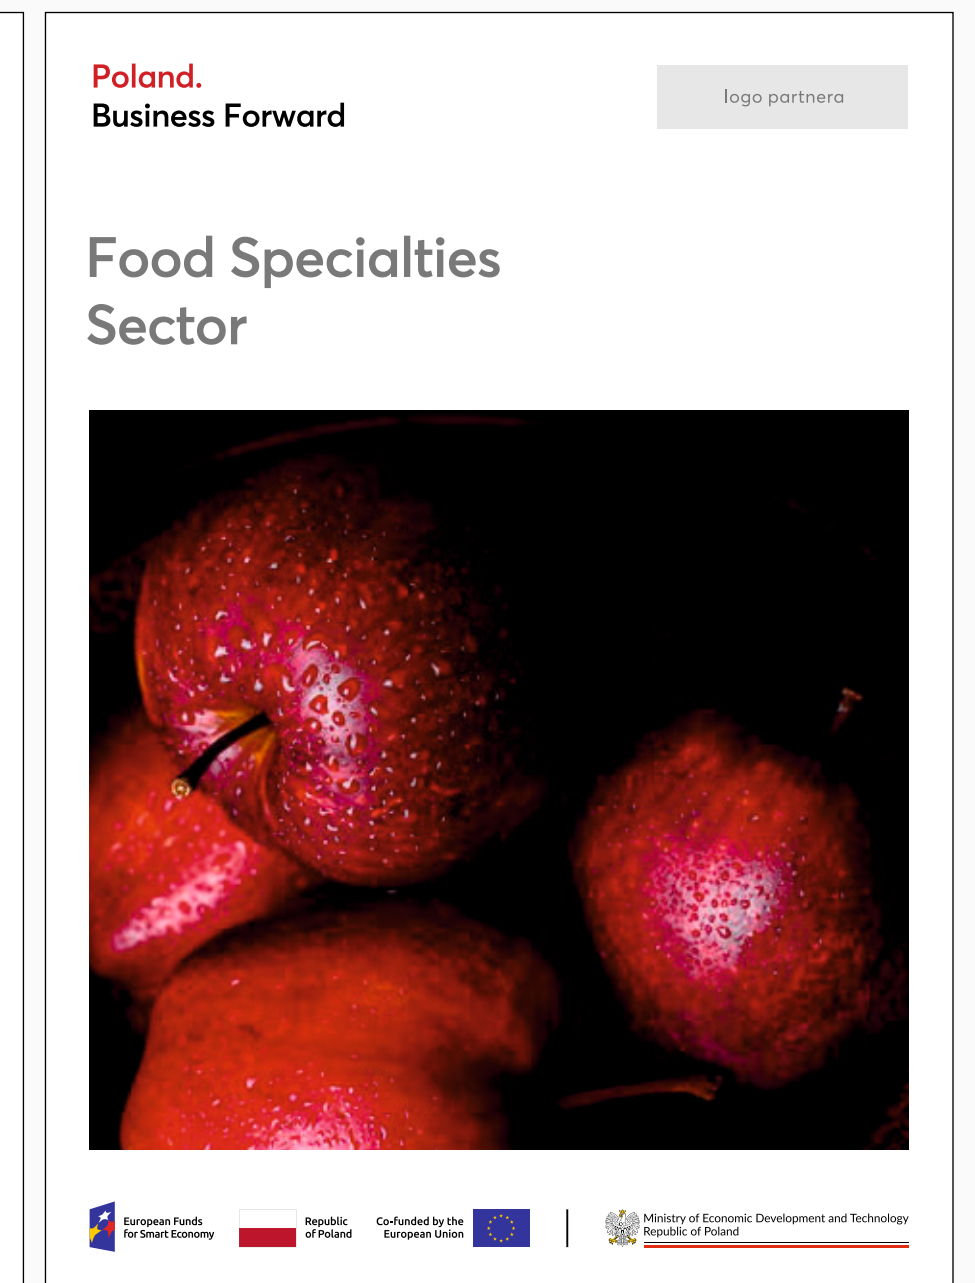 Poland.
Business Forward
logo partnera
Food Specialties
Sector
European Funds
for Smart Economy
Republic
of Poland
Co-funded by the
European Union
Ministry of Economic Development and Technology
Republic of Poland